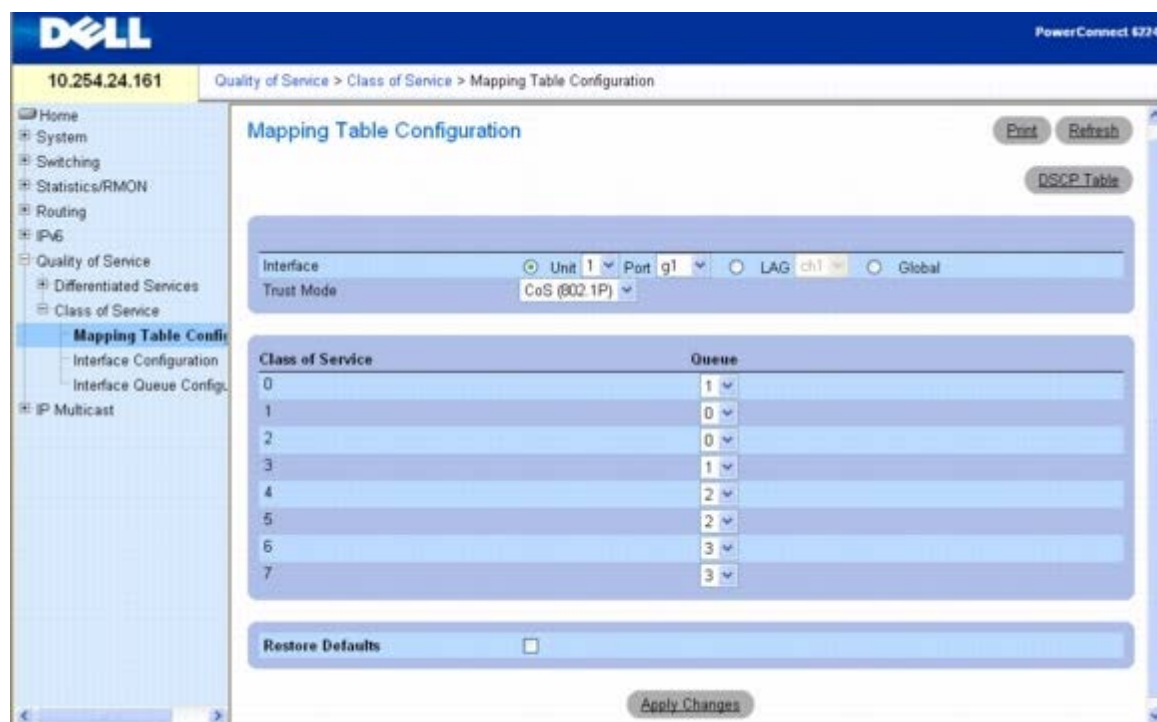 DELL
PowerConnect 6224
10.254.24.161
Quality of Service > Class of Service > Mapping Table Configuration
Home
System
Switching
Statistics/RMON
Routing
IPv6
Quality of Service
Differentiated Services
Class of Service
Mapping Table Config
Interface Configuration
Interface Queue Configu
IP Multicast
Mapping Table Configuration
Print Refresh
DSCP Table
Interface Unit 1 Port g1 LAG ch1 Global
Trust Mode CoS (802.1P)
Class of Service Queue
0 1
1 0
2 0
3 1
4 2
5 2
6 3
7 3
Restore Defaults
Apply Changes